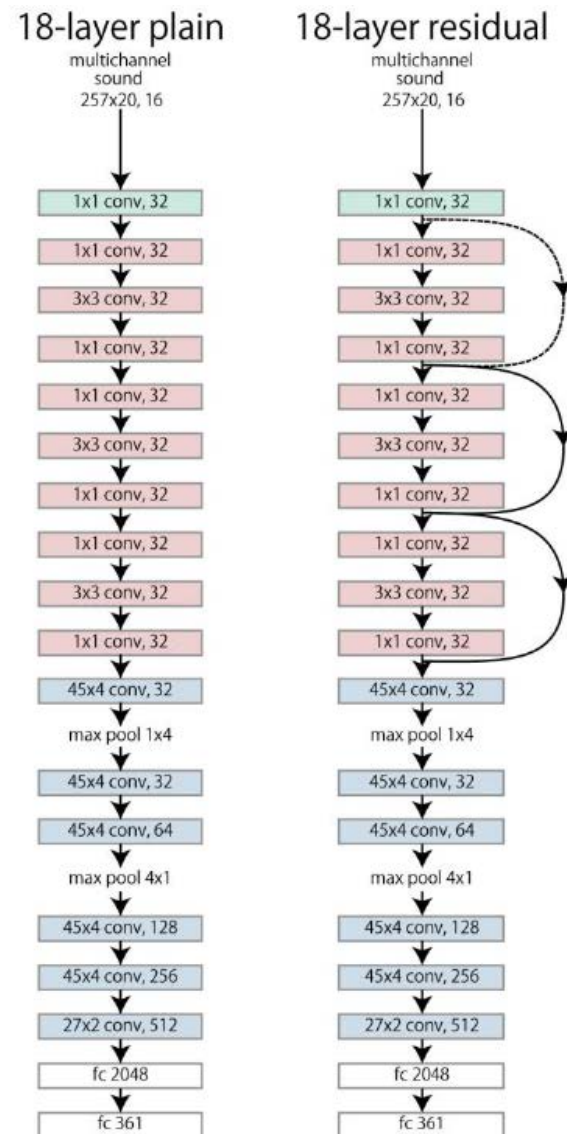 18-layer plain
multichannel
sound
257x20, 16
1x1 conv, 32
1x1 conv, 32
3x3 conv, 32
1x1 conv, 32
1x1 conv, 32
3x3 conv, 32
1x1 conv, 32
1x1 conv, 32
3x3 conv, 32
1x1 conv, 32
45x4 conv, 32
max pool 1x4
45x4 conv, 32
45x4 conv, 64
max pool 4x1
45x4 conv, 128
45x4 conv, 256
27x2 conv, 512
fc 2048
fc 361
18-layer residual
multichannel
sound
257x20, 16
1x1 conv, 32
1x1 conv, 32
3x3 conv, 32
1x1 conv, 32
1x1 conv, 32
3x3 conv, 32
1x1 conv, 32
1x1 conv, 32
3x3 conv, 32
1x1 conv, 32
45x4 conv, 32
max pool 1x4
45x4 conv, 32
45x4 conv, 64
max pool 4x1
45x4 conv, 128
45x4 conv, 256
27x2 conv, 512
fc 2048
fc 361